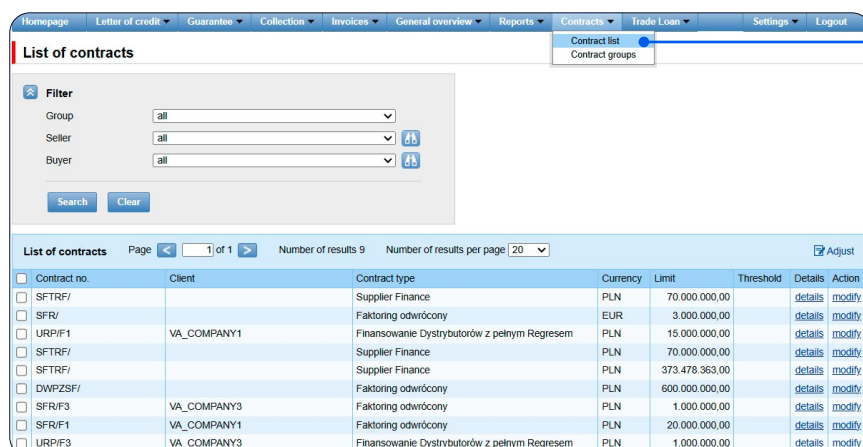 Homepage Letter of credit Guarantee Collection Invoices General overview Reports Contracts Trade Loan Settings Logout
Contract list
Contract groups
List of contracts
Filter
Group all
Seller all
Buyer all
Search Clear
List of contracts Page < 1 of 1 > Number of results 9 Number of results per page 20 Adjust
Contract no. Client Contract type Currency Limit Threshold Details Action
SFTRF/ Supplier Finance PLN 70.000.000,00 details modify
SFR/ Faktoring odwrócony EUR 3.000.000,00 details modify
URP/F1 VA_COMPANY1 Finansowanie Dystrybutorów z pełnym Regresem PLN 15.000.000,00 details modify
SFTRF/ Supplier Finance PLN 70.000.000,00 details modify
SFTRF/ Supplier Finance PLN 373.478.363,00 details modify
DWPZSF/ Faktoring odwrócony PLN 600.000.000,00 details modify
SFR/F3 VA_COMPANY3 Faktoring odwrócony PLN 1.000.000,00 details modify
SFR/F1 VA_COMPANY1 Faktoring odwrócony PLN 20.000.000,00 details modify
URP/F3 VA_COMPANY3 Finansowanie Dystrybutorów z pełnym Regresem PLN 1.000.000,00 details modify